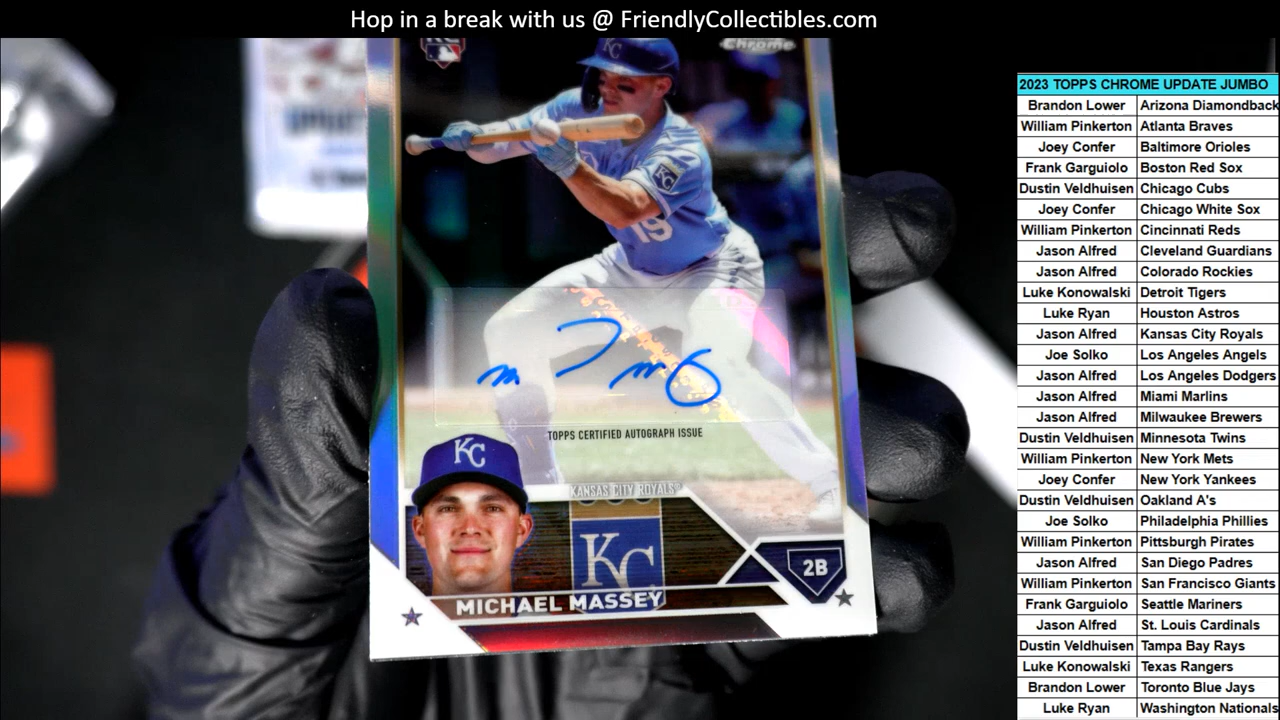 Hop in a break with us @ FriendlyCollectibles.com
Chrome
KC
KC
19
TOPPS CERTIFIED AUTOGRAPH ISSUE
KC
KANSAS CITY ROYALS
KC
2B
MICHAEL MASSEY
2023 TOPPS CHROME UPDATE JUMBO
Brandon Lower Arizona Diamondback
William Pinkerton Atlanta Braves
Joey Confer Baltimore Orioles
Frank Garguiolo Boston Red Sox
Dustin Veldhuisen Chicago Cubs
Joey Confer Chicago White Sox
William Pinkerton Cincinnati Reds
Jason Alfred Cleveland Guardians
Jason Alfred Colorado Rockies
Luke Konowalski Detroit Tigers
Luke Ryan Houston Astros
Jason Alfred Kansas City Royals
Joe Solko Los Angeles Angels
Jason Alfred Los Angeles Dodgers
Jason Alfred Miami Marlins
Jason Alfred Milwaukee Brewers
Dustin Veldhuisen Minnesota Twins
William Pinkerton New York Mets
Joey Confer New York Yankees
Dustin Veldhuisen Oakland A's
Joe Solko Philadelphia Phillies
William Pinkerton Pittsburgh Pirates
Jason Alfred San Diego Padres
William Pinkerton San Francisco Giants
Frank Garguiolo Seattle Mariners
Jason Alfred St. Louis Cardinals
Dustin Veldhuisen Tampa Bay Rays
Luke Konowalski Texas Rangers
Brandon Lower Toronto Blue Jays
Luke Ryan Washington Nationals